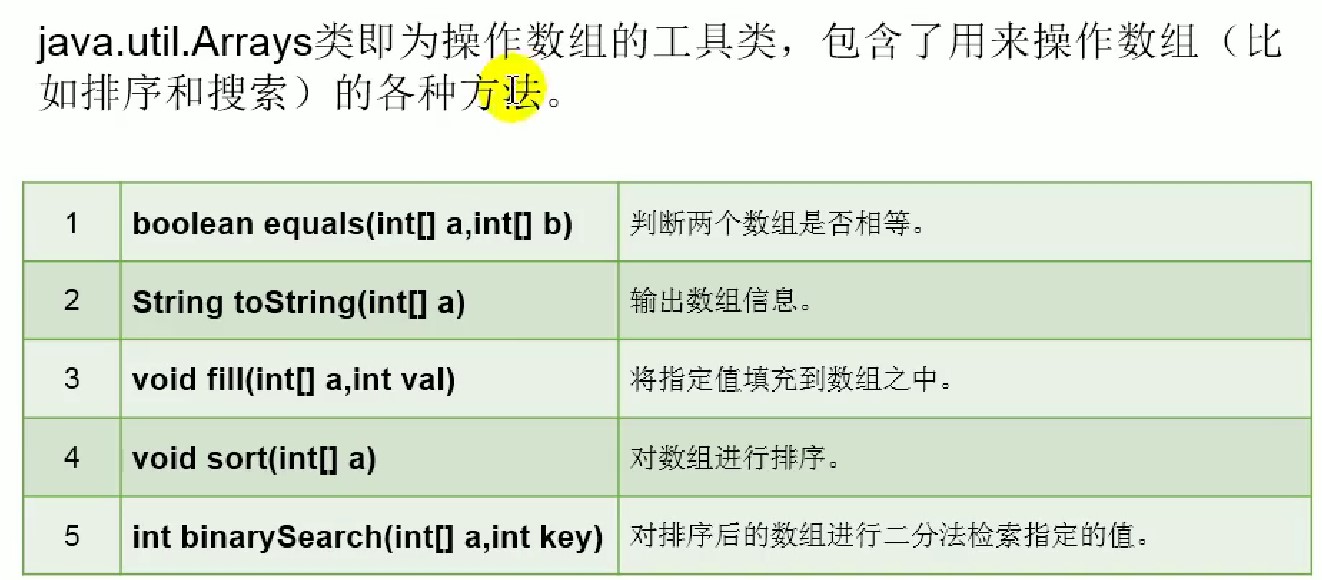 java.util.Arrays类即为操作数组的工具类，包含了用来操作数组（比
如排序和搜索）的各种方法。
1 boolean equals(int[] a,int[] b) 判断两个数组是否相等。
2 String toString(int[] a) 输出数组信息。
3 void fill(int[] a,int val) 将指定值填充到数组之中。
4 void sort(int[] a) 对数组进行排序。
5 int binarySearch(int[] a,int key) 对排序后的数组进行二分法检索指定的值。